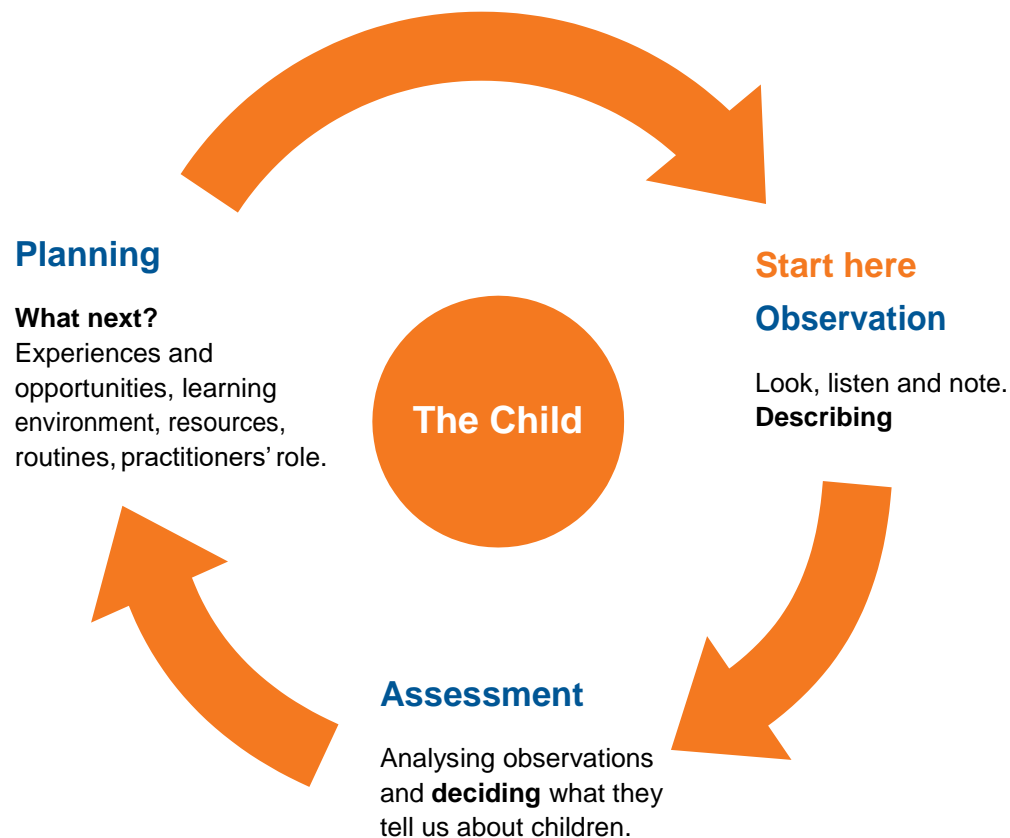 Planning
What next?
Experiences and
opportunities, learning
environment, resources,
routines, practitioners’ role.
The Child
Start here
Observation
Look, listen and note.
Describing
Assessment
Analysing observations
and deciding what they
tell us about children.